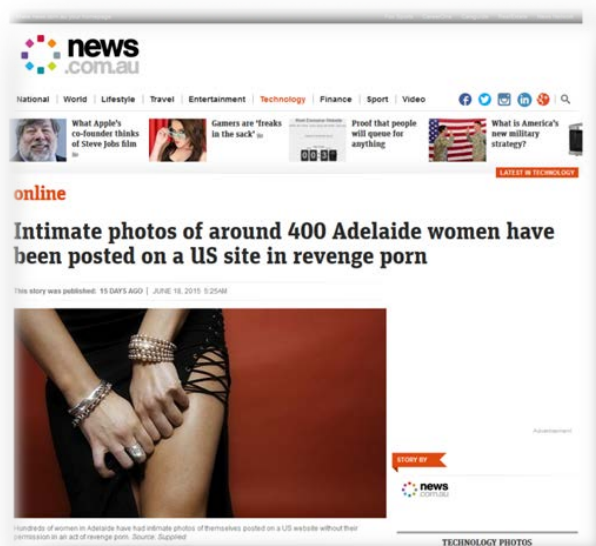 news
.com.au
National World Lifestyle Travel Entertainment Technology Finance Sport Video
What Apple's
co-founder thinks
of Steve Jobs film
Gamers are 'freaks
in the sack'
Proof that people
will queue for
anything
What is America's
new military
strategy?
LATEST IN TECHNOLOGY
online
Intimate photos of around 400 Adelaide women have
been posted on a US site in revenge porn
This story was published: 15 DAYS AGO | JUNE 18, 2015 5:25AM
Advertisement
STORY BY
news
.com.au
Hundreds of women in Adelaide have had intimate photos of themselves posted on a US website without their
permission in an act of revenge porn. Source: Supplied
TECHNOLOGY PHOTOS